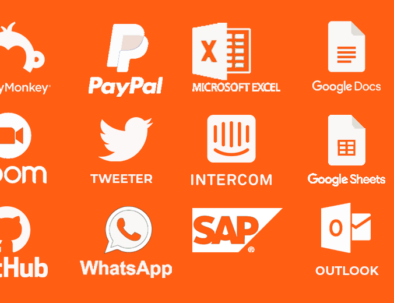 yMonkey
P PayPal
X MICROSOFT EXCEL
Google Docs
oom
TWEETER
INTERCOM
Google Sheets
tHub
WhatsApp
SAP
O OUTLOOK